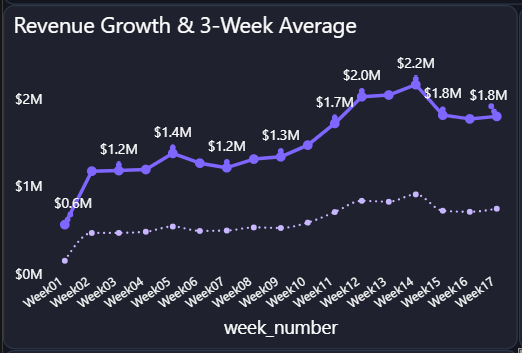 Revenue Growth & 3-Week Average
$2.2M
$2.0M
$2M
$1.7M
$1.8M
$1.8M
$1.4M
$1.2M
$1.2M
$1.3M
$1M
$0.6M
$0M
Week01
Week02
Week03
Week04
Week05
Week06
Week07
Week08
Week09
Week10
Week11
Week12
Week13
Week14
Week15
Week16
Week17
week_number